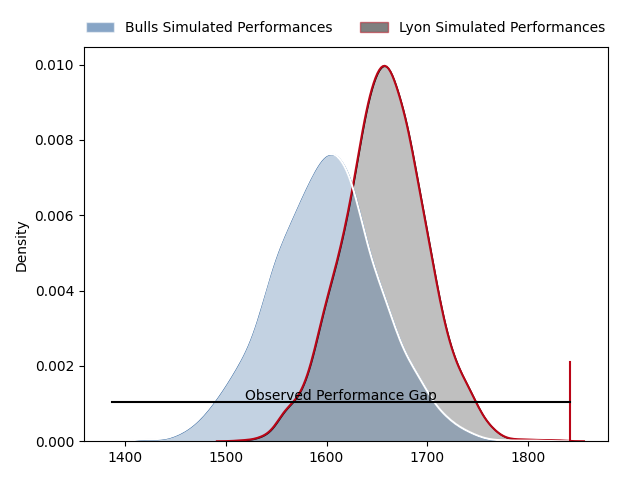 Bulls Simulated Performances
Lyon Simulated Performances
0.010
0.008
0.006
0.004
0.002
0.000
Density
Observed Performance Gap
1400
1500
1600
1700
1800